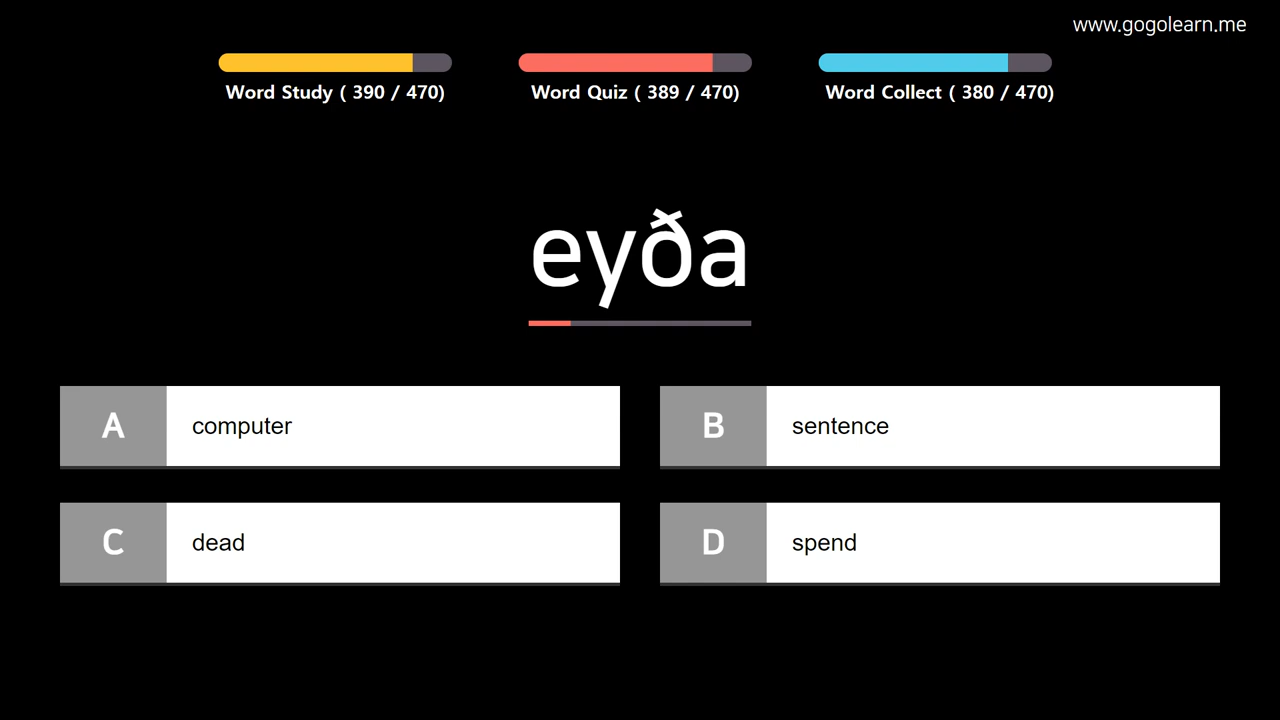 www.gogolearn.me
Word Study ( 390 / 470)
Word Quiz ( 389 / 470)
Word Collect ( 380 / 470)
eyða
A computer
B sentence
C dead
D spend